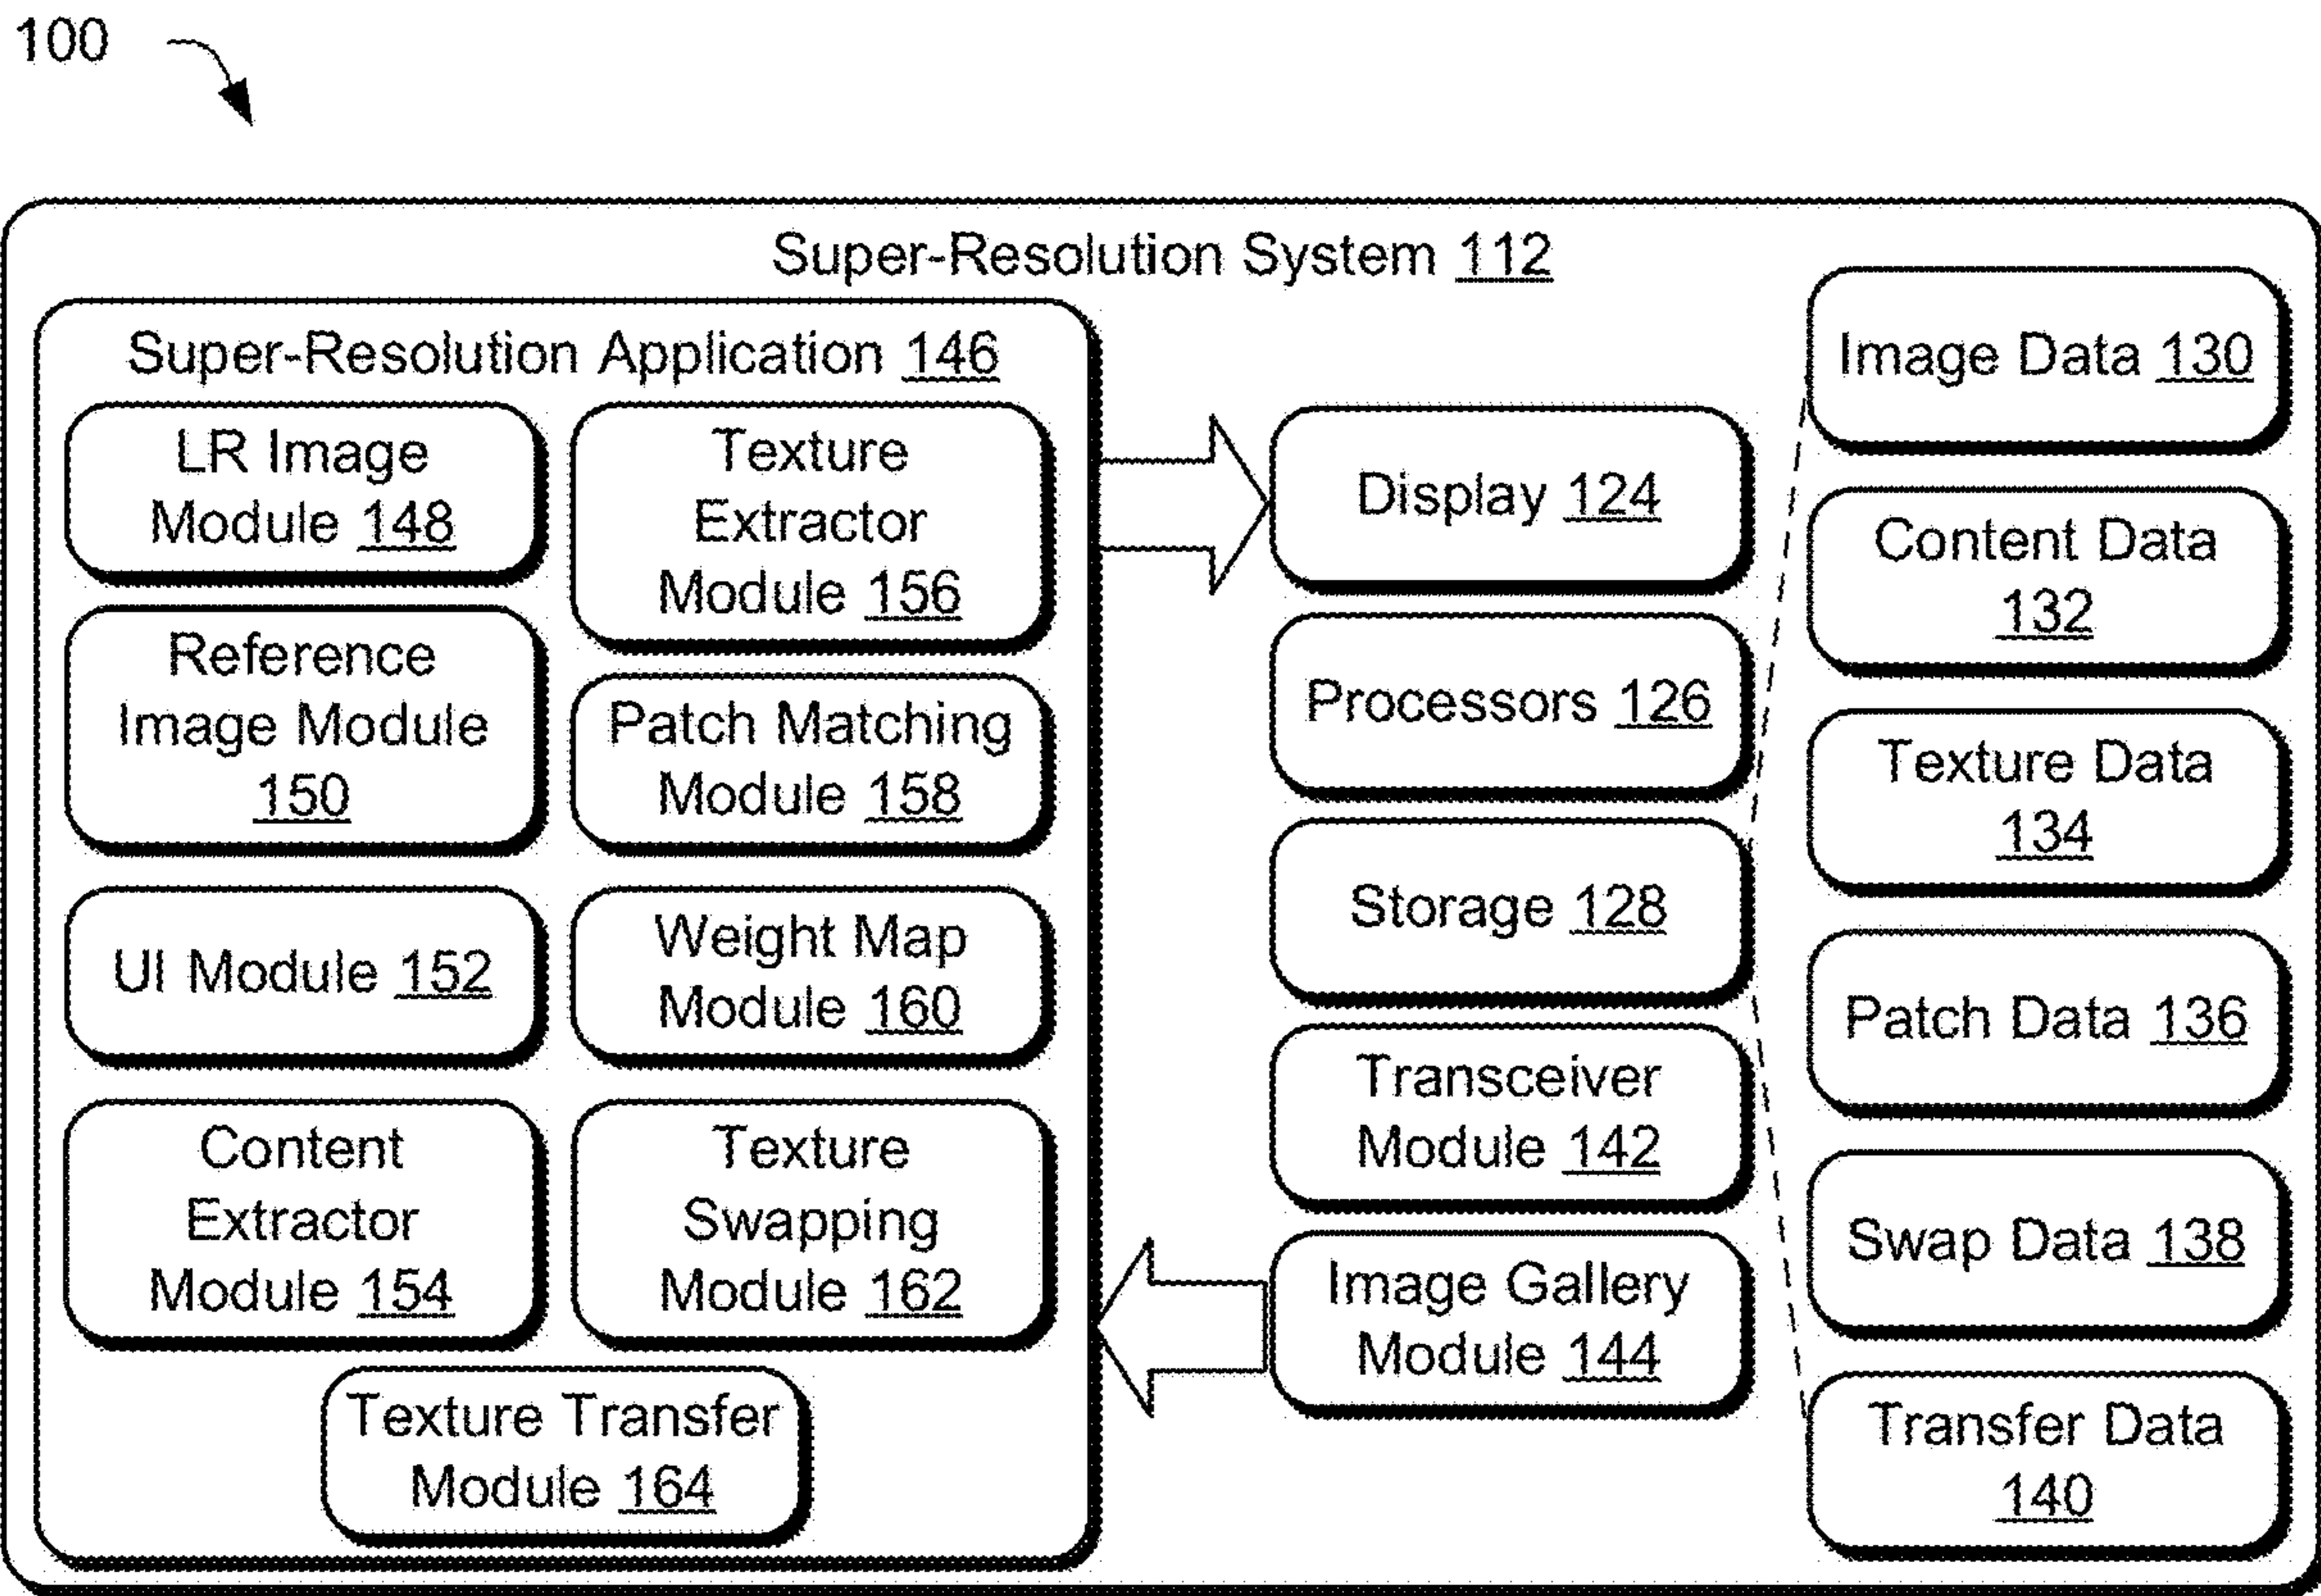 100
Super-Resolution System 112
Super-Resolution Application 146
LR Image
Module 148
Reference
Image Module
150
UI Module 152
Content
Extractor
Module 154
Texture
Extractor
Module 156
Patch Matching
Module 158
Weight Map
Module 160
Texture
Swapping
Module 162
Texture Transfer
Module 164
Display 124
Processors 126
Storage 128
Transceiver
Module 142
Image Gallery
Module 144
Image Data 130
Content Data
132
Texture Data
134
Patch Data 136
Swap Data 138
Transfer Data
140